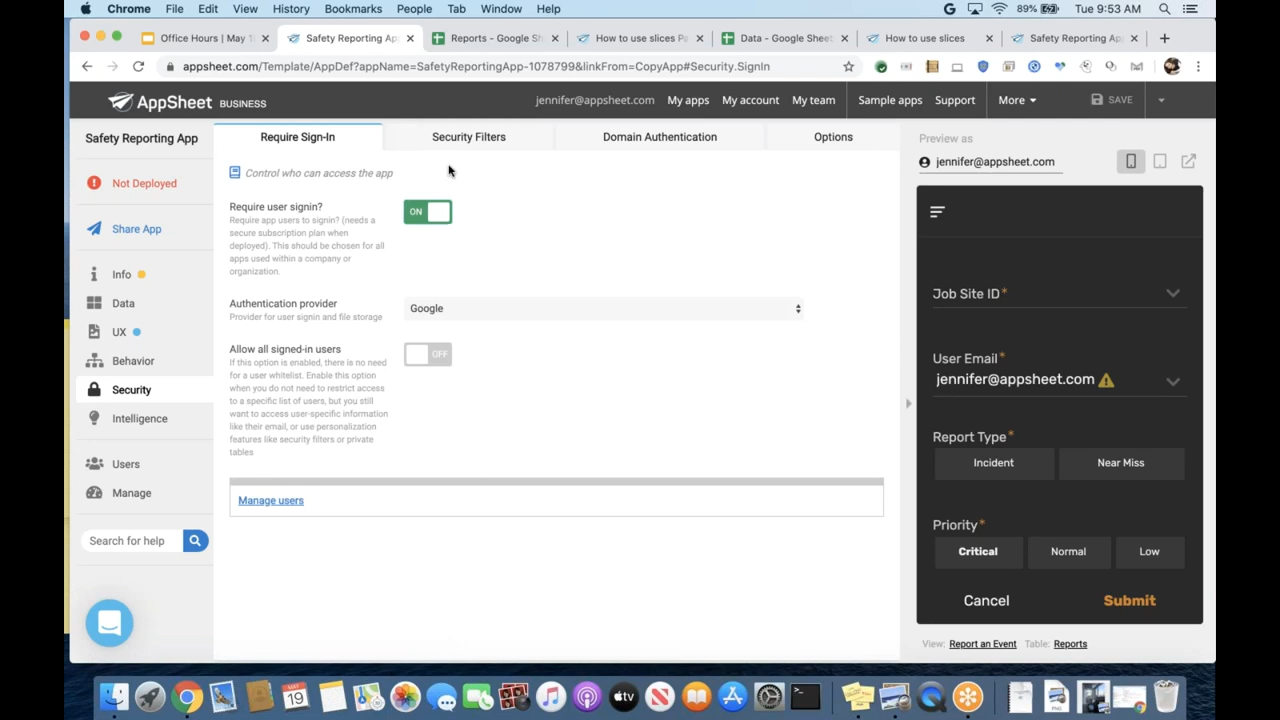 Chrome File Edit View History Bookmarks People Tab Window Help
89% Tue 9:53 AM
Office Hours | May 1
Safety Reporting Ap
Reports - Google Sh
How to use slices Pa
Data - Google Sheet
How to use slices
Safety Reporting Ap
appsheet.com/Template/AppDef?appName=SafetyReportingApp-1078799&linkFrom=CopyApp#Security.SignIn
AppSheet BUSINESS
jennifer@appsheet.com My apps My account My team Sample apps Support More SAVE
Safety Reporting App
Not Deployed
Share App
Info
Data
UX
Behavior
Security
Intelligence
Users
Manage
Search for help
Require Sign-In Security Filters Domain Authentication Options
Control who can access the app
Require user signin?
ON
Require app users to signin? (needs a
secure subscription plan when
deployed). This should be chosen for all
apps used within a company or
organization.
Authentication provider
Provider for user signin and file storage
Google
Allow all signed-in users
OFF
If this option is enabled, there is no need
for a user whitelist. Enable this option
when you do not need to restrict access
to a specific list of users, but you still
want to access user-specific information
like their email, or use personalization
features like security filters or private
tables
Manage users
Preview as
jennifer@appsheet.com
Job Site ID*
User Email*
jennifer@appsheet.com
Report Type*
Incident Near Miss
Priority*
Critical Normal Low
Cancel Submit
View: Report an Event Table: Reports
MAY
19
tv